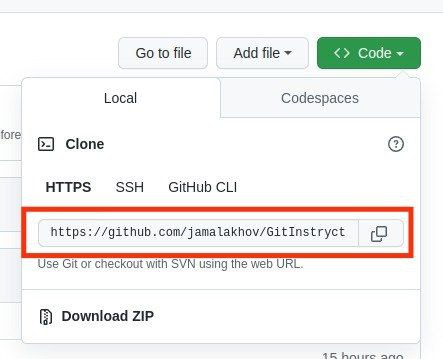 Go to file Add file Code
Local Codespaces
fore
Clone
HTTPS SSH GitHub CLI
https://github.com/jamalakhov/GitInstryct
Use Git or checkout with SVN using the web URL.
Download ZIP
15 hours ago